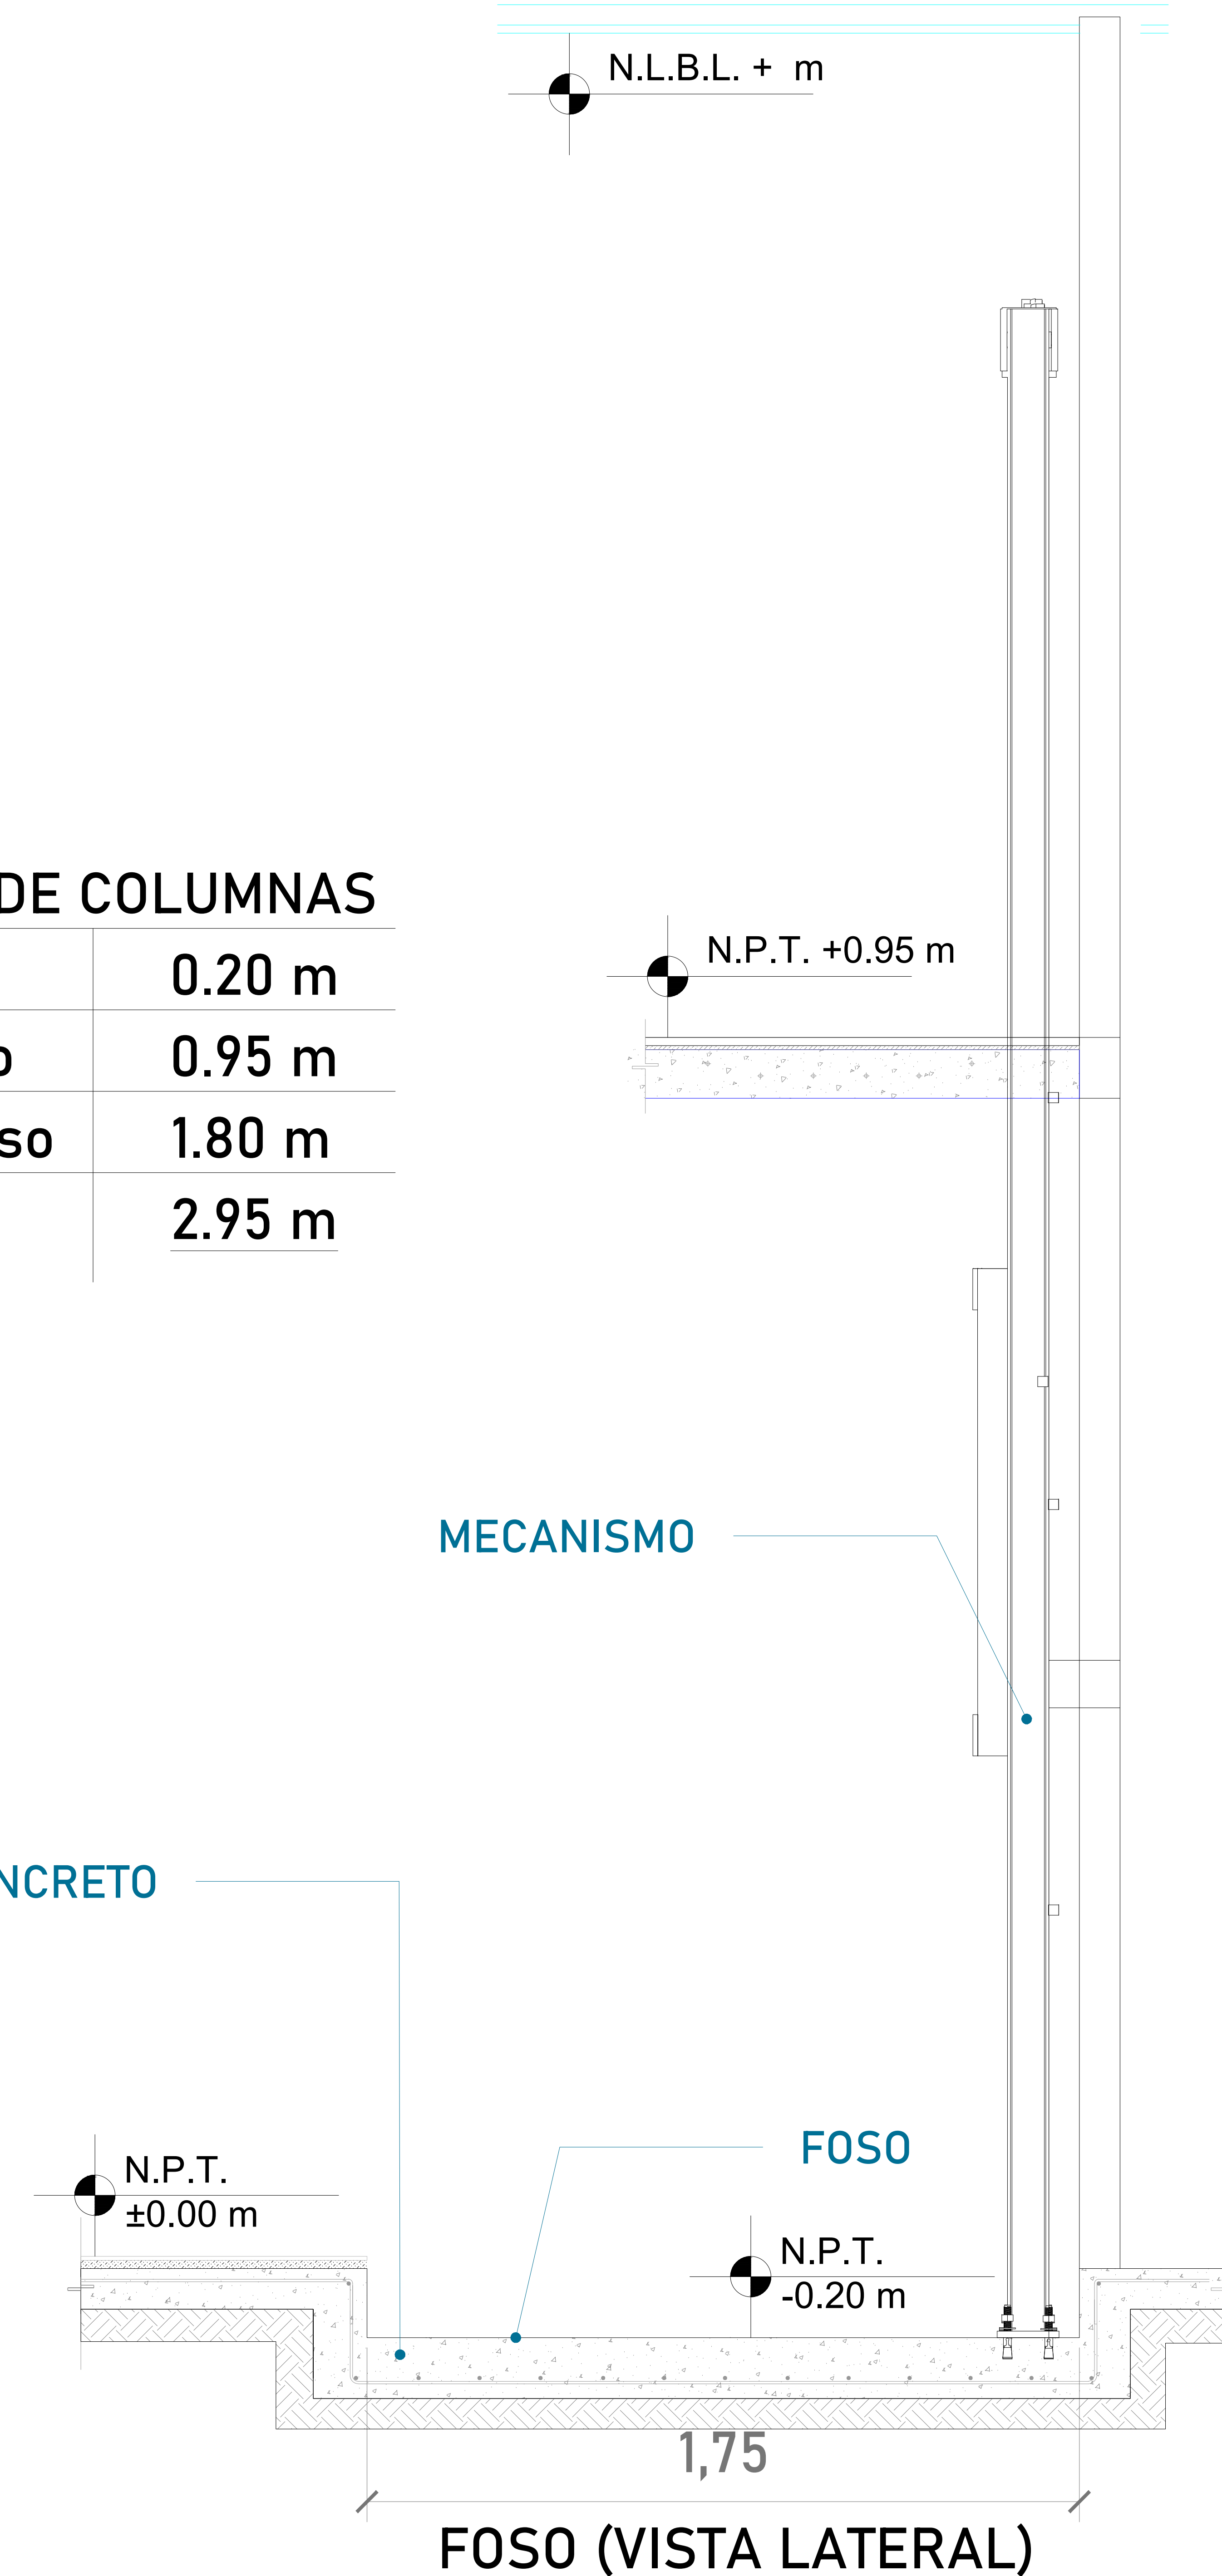 N.L.B.L. + m
DE COLUMNAS
0.20 m
0.95 m
so 1.80 m
2.95 m
N.P.T. +0.95 m
MECANISMO
NCRETO
FOSO
N.P.T.
±0.00 m
N.P.T.
-0.20 m
1,75
FOSO (VISTA LATERAL)